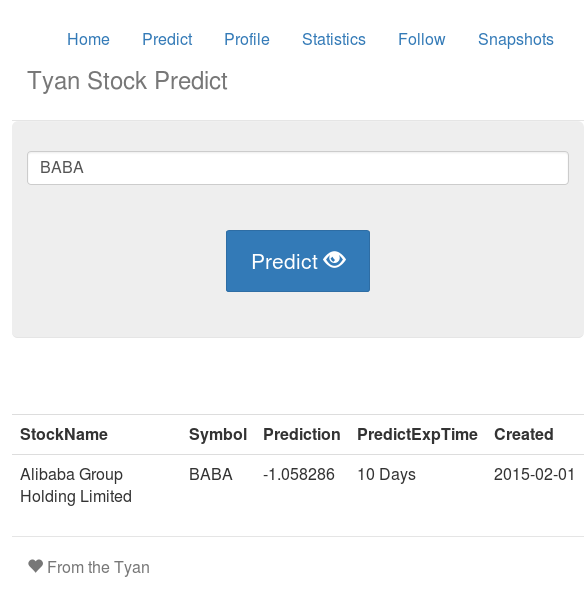 Home Predict Profile Statistics Follow Snapshots
Tyan Stock Predict
BABA
Predict
StockName Symbol Prediction PredictExpTime Created
Alibaba Group BABA -1.058286 10 Days 2015-02-01
Holding Limited
From the Tyan